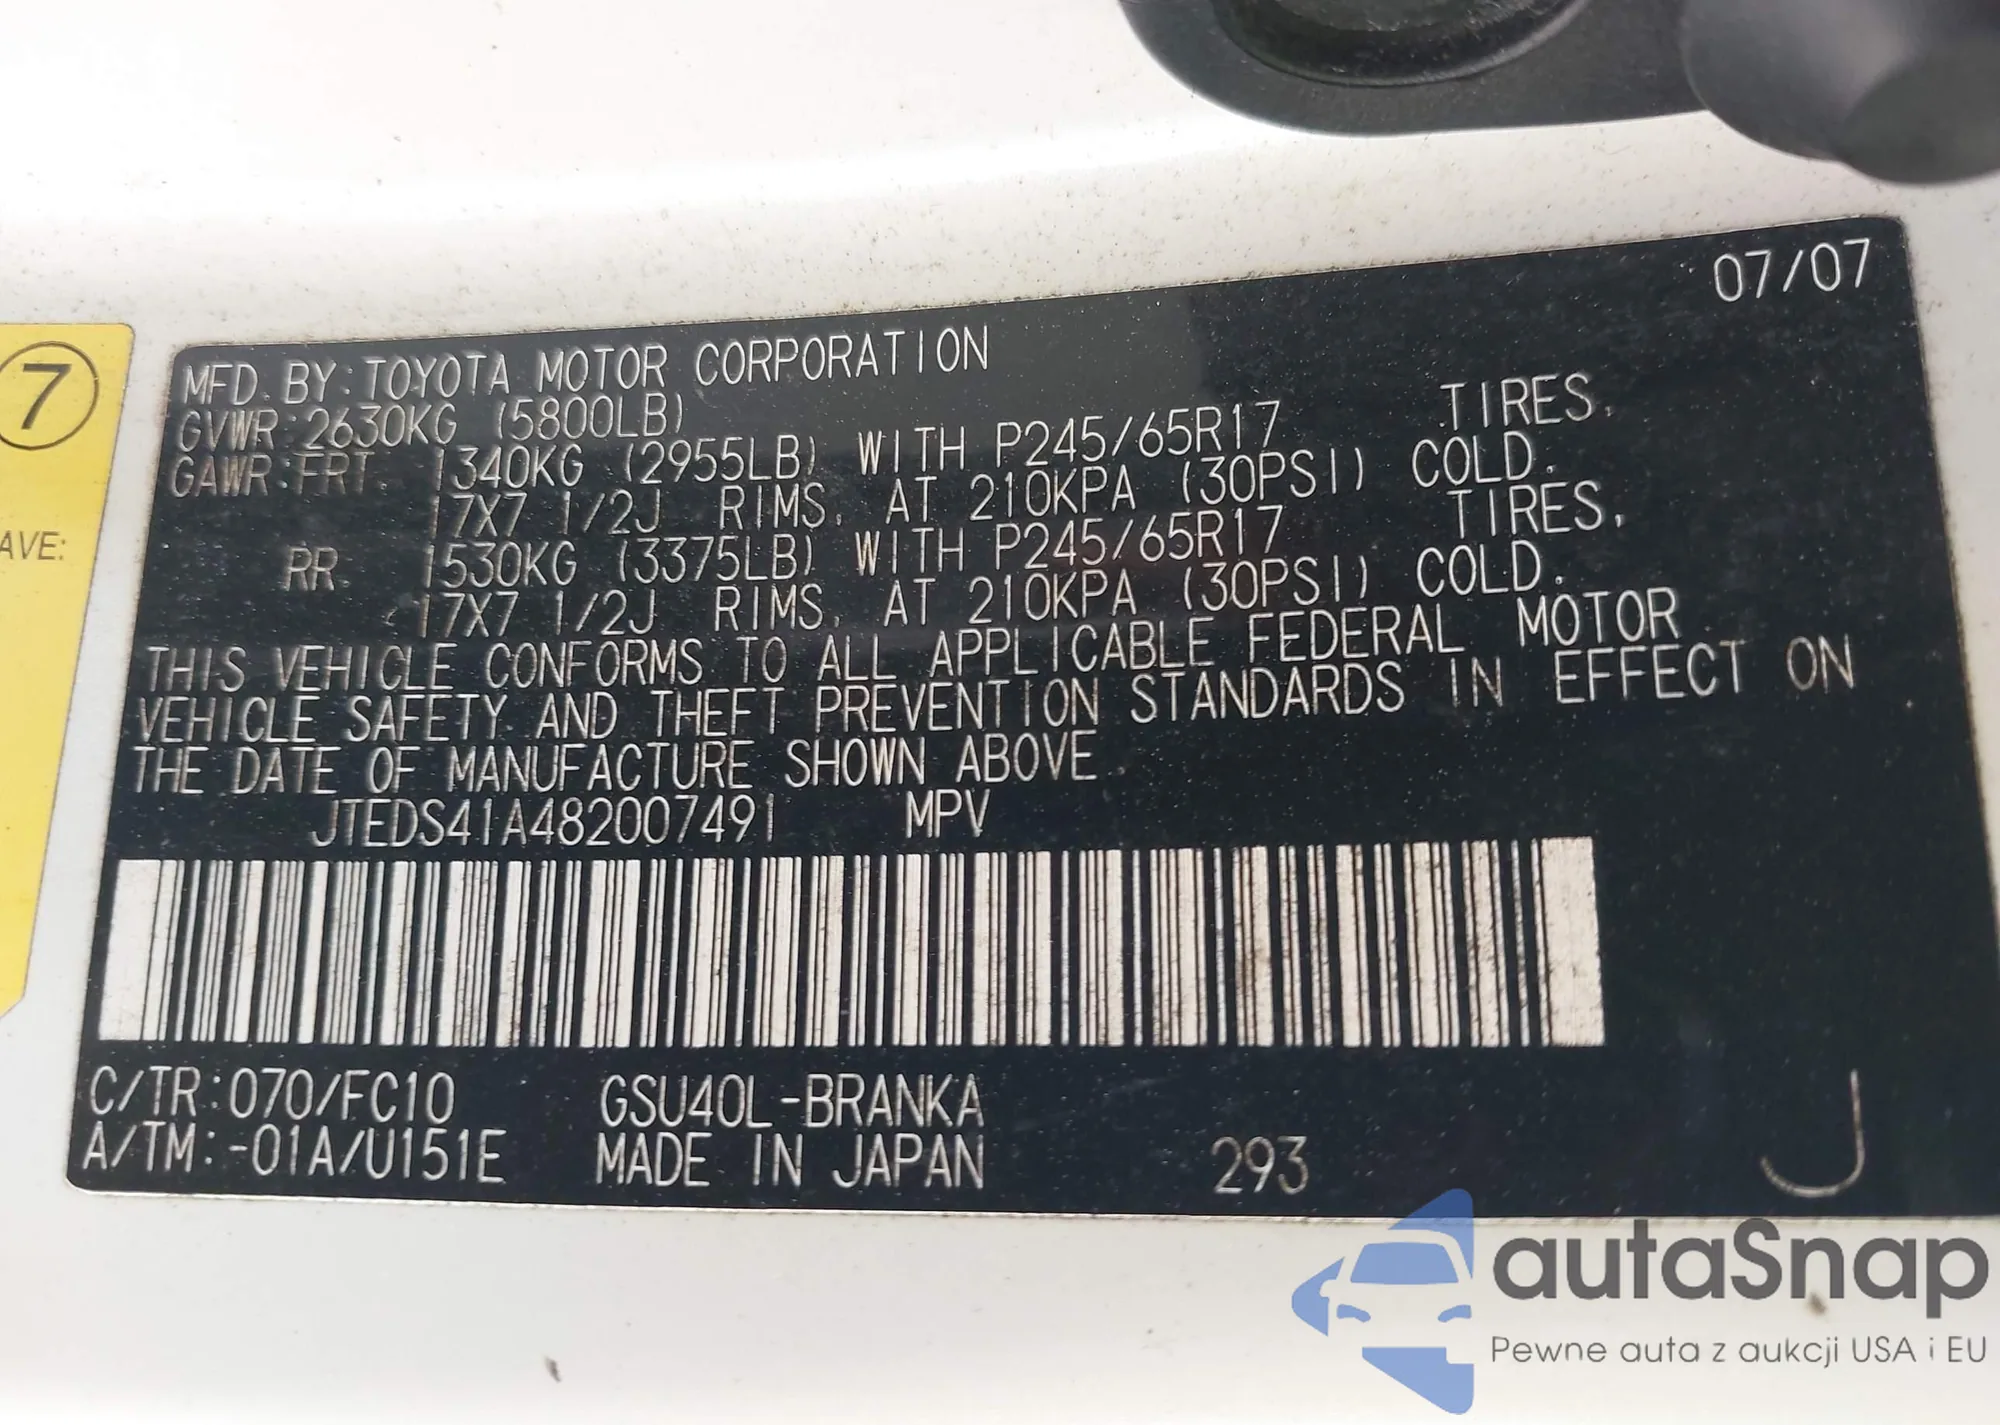 07/07
MFD. BY: TOYOTA MOTOR CORPORATION
GVWR: 2630KG (5800LB)
GAWR: FRT. 1340KG (2955LB) WITH P245/65R17 TIRES,
17X7 1/2J RIMS, AT 210KPA (30PSI) COLD.
RR. 1530KG (3375LB) WITH P245/65R17 TIRES,
17X7 1/2J RIMS, AT 210KPA (30PSI) COLD.
THIS VEHICLE CONFORMS TO ALL APPLICABLE FEDERAL MOTOR
VEHICLE SAFETY AND THEFT PREVENTION STANDARDS IN EFFECT ON
THE DATE OF MANUFACTURE SHOWN ABOVE.
JTEDS41A482007491 MPV
C/TR: 070/FC10 GSU40L-BRANKA
A/TM: -01A/U151E MADE IN JAPAN 293 J
7
AVE:
autoSnap
Pewne auta z aukcji USA i EU